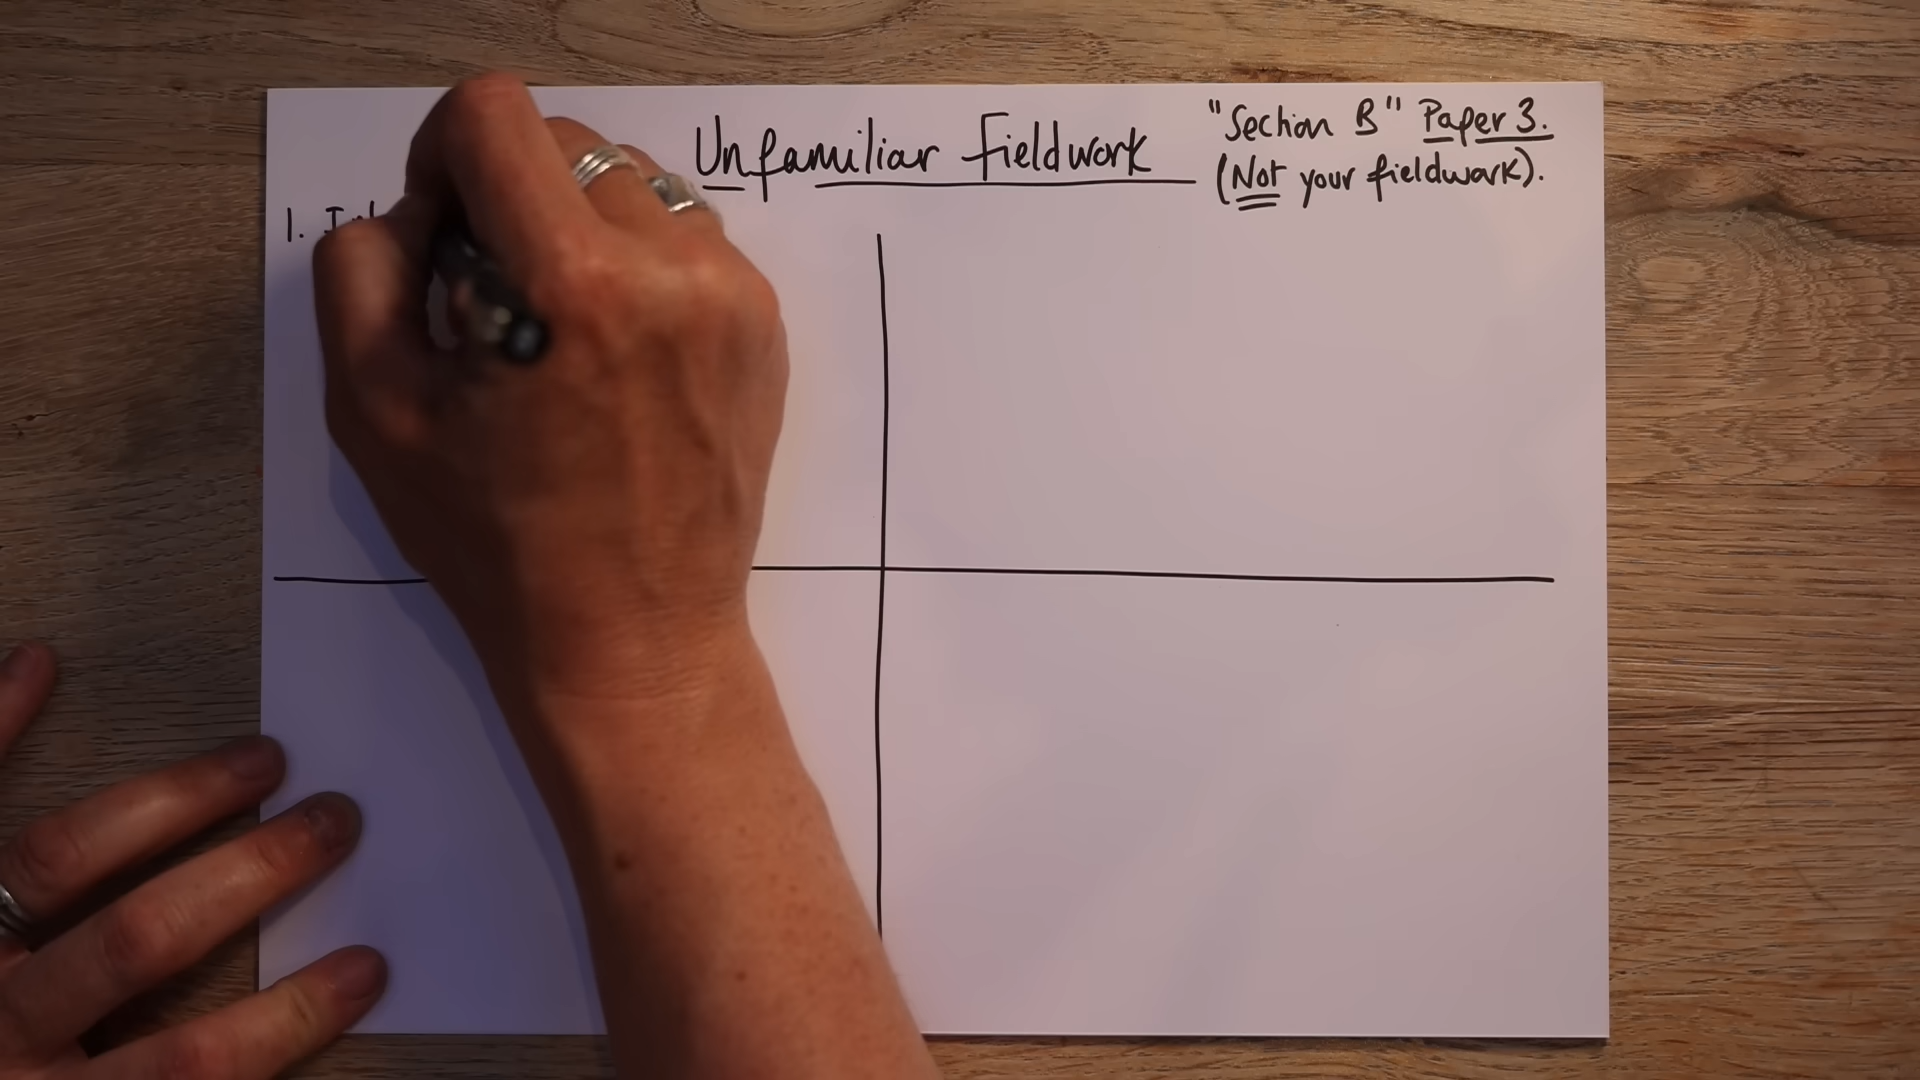 Unfamiliar Fieldwork
"Section B" Paper 3.
(Not your fieldwork).
1.